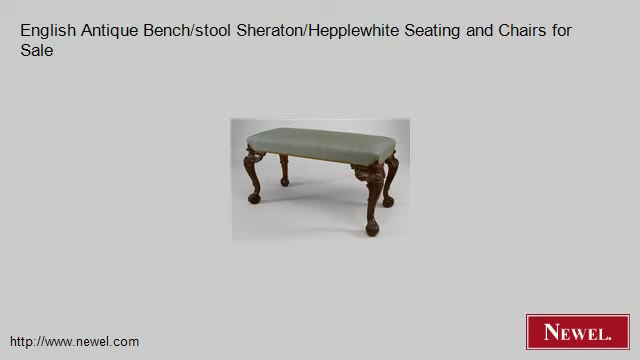 English Antique Bench/stool Sheraton/Hepplewhite Seating and Chairs for
Sale
http://www.newel.com
NEWEL.